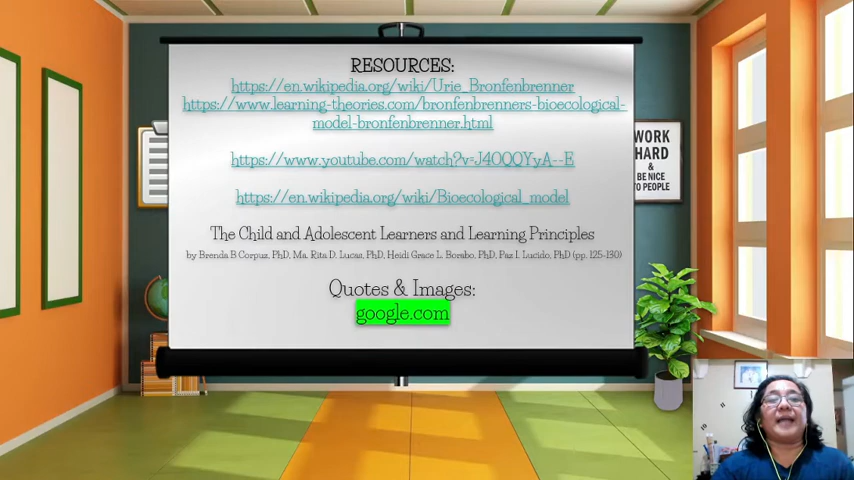 RESOURCES:
https://en.wikipedia.org/wiki/Urie_Bronfenbrenner
https://www.learning-theories.com/bronfenbrenners-bioecological-
model-bronfenbrenner.html
https://www.youtube.com/watch?v=J40QQYyA--E
https://en.wikipedia.org/wiki/Bioecological_model
The Child and Adolescent Learners and Learning Principles
by Brenda B Corpuz, PhD, Ma. Rita D. Lucas, PhD, Heidi Grace L. Borabo, PhD, Paz I. Lucido, PhD (pp. 125-130)
Quotes & Images:
google.com
WORK
HARD
&
BE NICE
TO PEOPLE